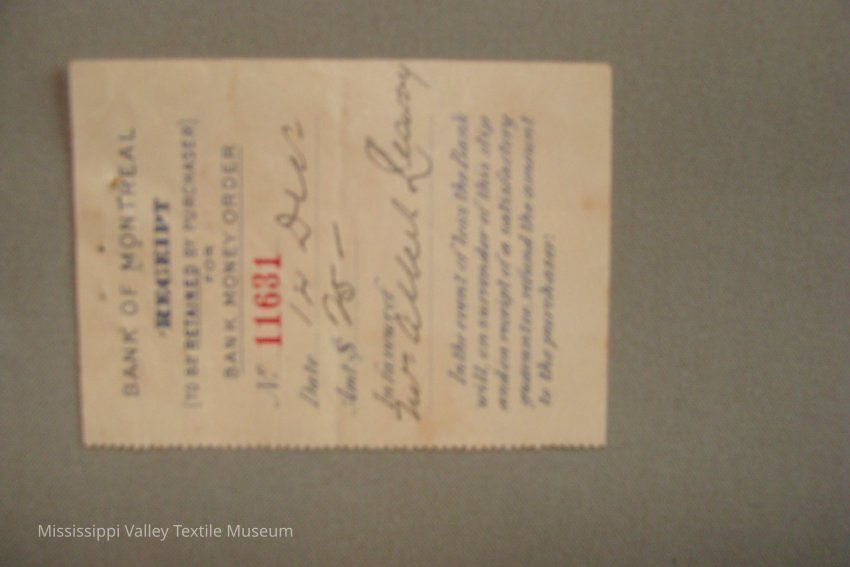 BANK OF MONTREAL
RECEIPT
(TO BE RETAINED BY PURCHASER)
FOR
BANK MONEY ORDER
No 11631
Date 14 Dec
Amt $ 25 –
In favour of
Albert
In the event of loss the Bank
will, on surrender of this slip
and on receipt of a satisfactory
guarantee refund the amount
to the purchaser.
Mississippi Valley Textile Museum